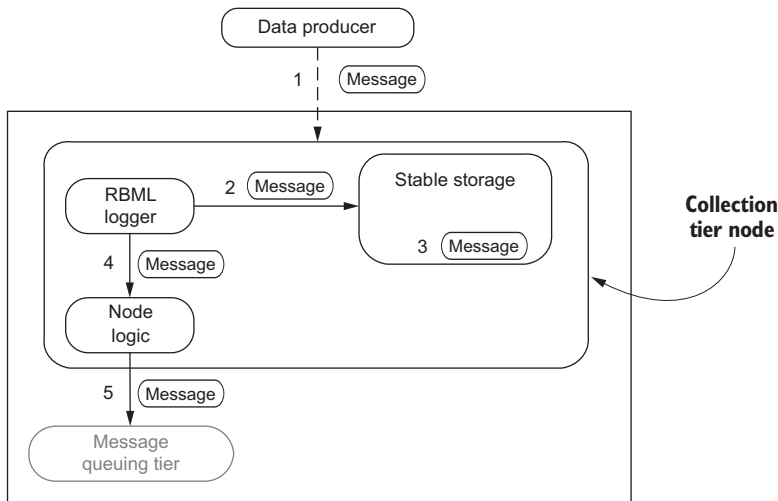 Data producer
1 Message
RBML
logger
2 Message
Stable storage
3 Message
Collection
tier node
4 Message
Node
logic
5 Message
Message
queuing tier